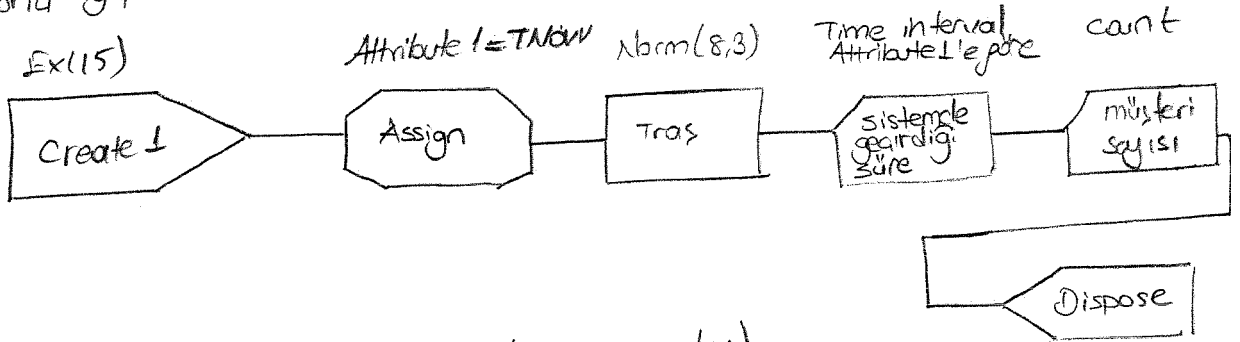 Ex(15)
Attribute 1=TNOW
Norm(8,3)
Time interval,
Attribute1'e göre
count
Create 1
Assign
Traş
sistemde
geçirdiği
süre
müşteri
sayısı
Dispose